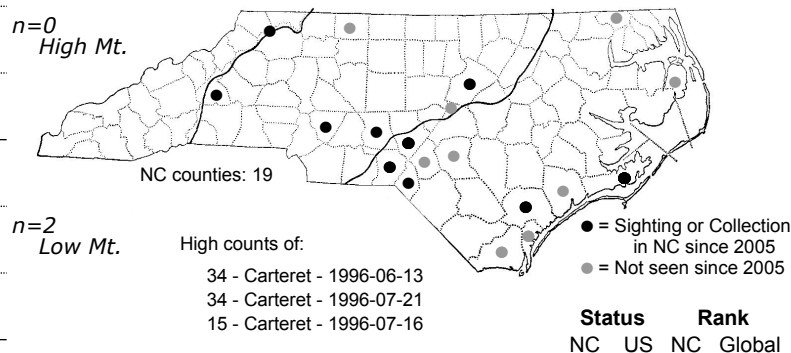 n=0
High Mt.
NC counties: 19
n=2
Low Mt.
High counts of:
34 - Carteret - 1996-06-13
34 - Carteret - 1996-07-21
15 - Carteret - 1996-07-16
= Sighting or Collection
in NC since 2005
= Not seen since 2005
Status Rank
NC US NC Global